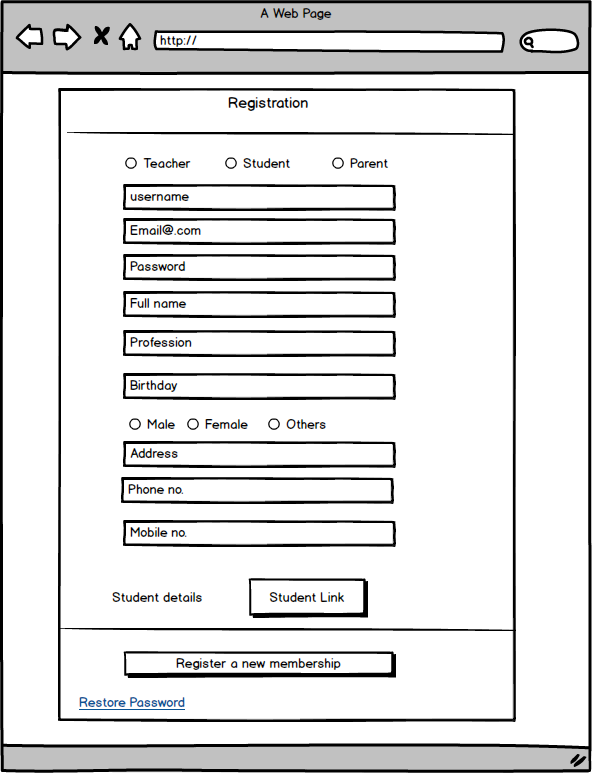 A Web Page
http://
Registration
Teacher Student Parent
username
Email@.com
Password
Full name
Profession
Birthday
Male Female Others
Address
Phone no.
Mobile no.
Student details Student Link
Register a new membership
Restore Password